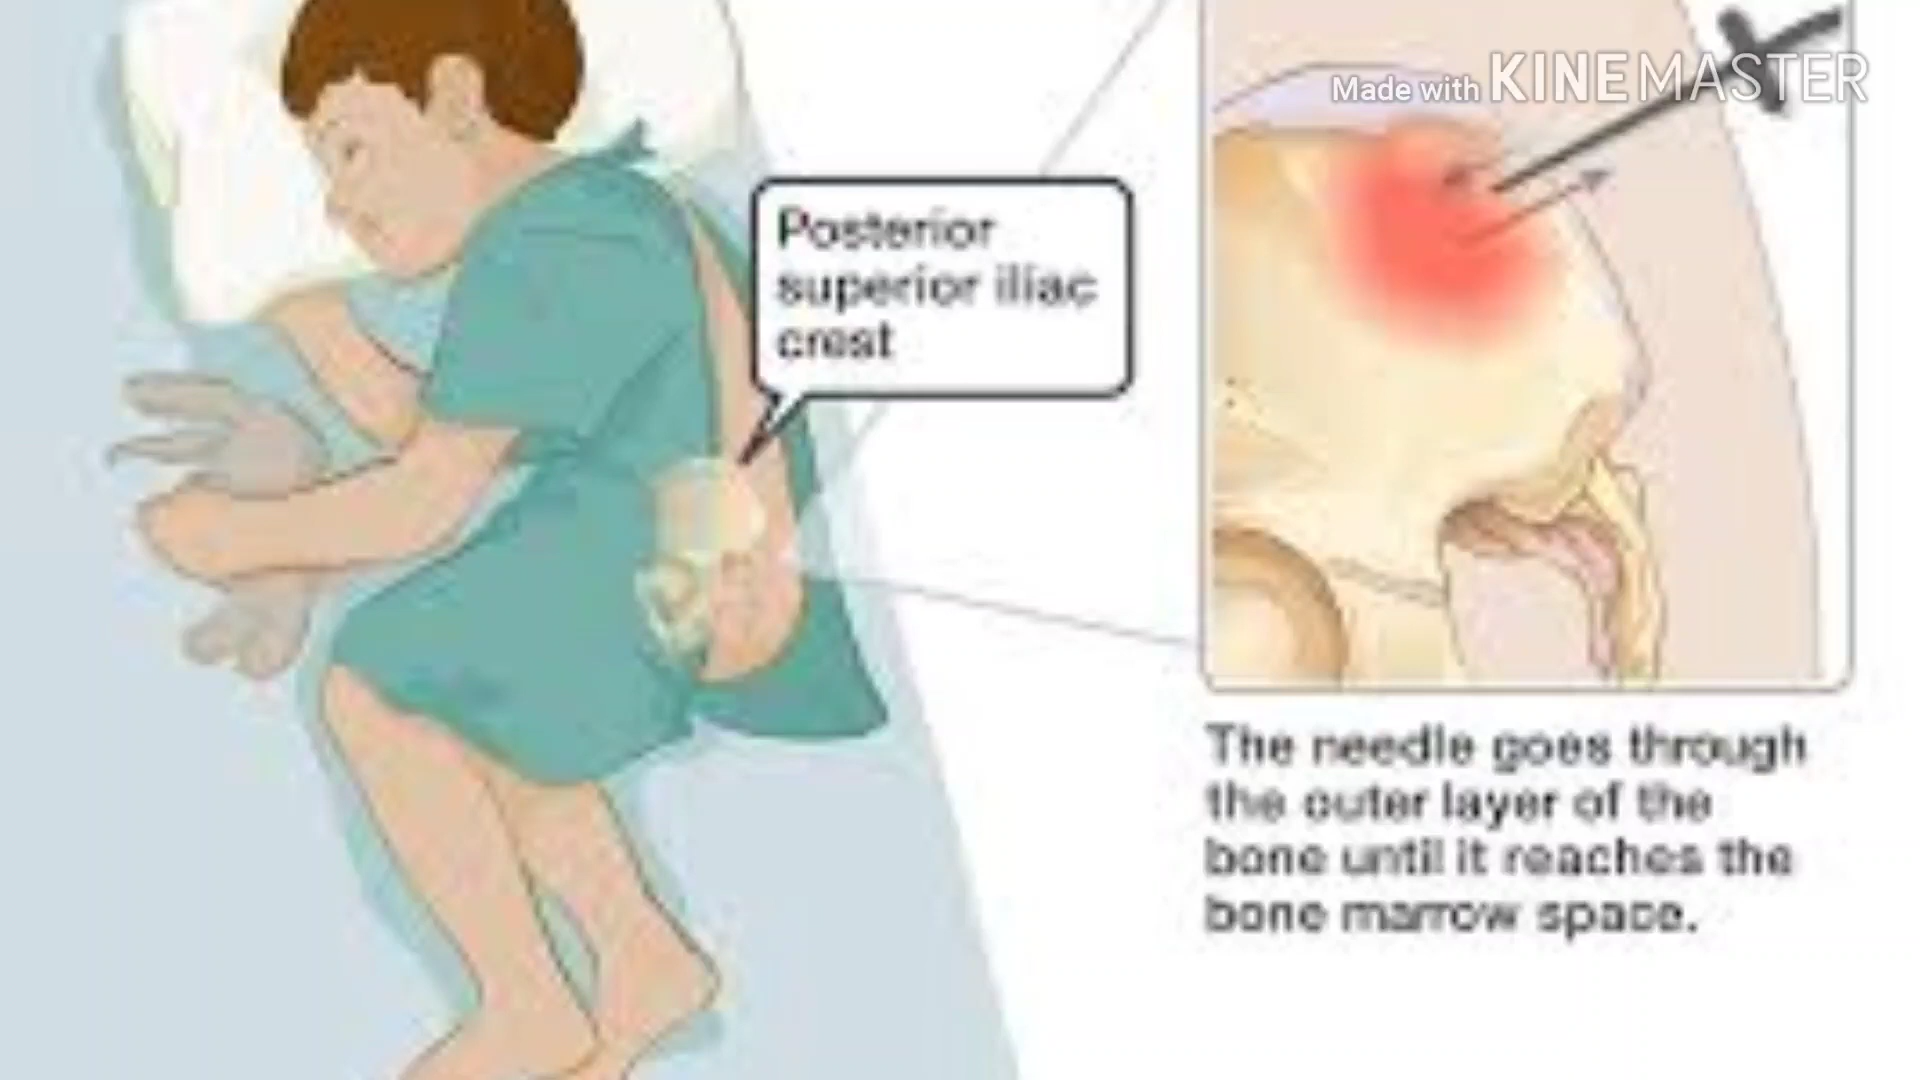 Made with KINEMASTER
Posterior
superior iliac
crest
The needle goes through
the outer layer of the
bone until it reaches the
bone marrow space.